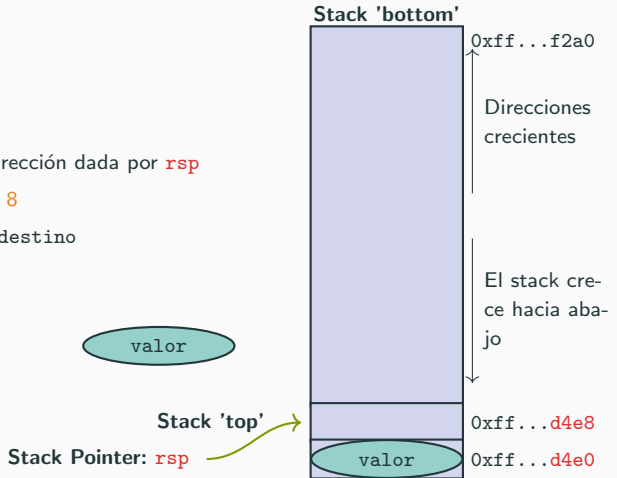 Stack 'bottom'
0xff...f2a0
Direcciones
crecientes
rección dada por rsp
8
destino
El stack cre-
ce hacia aba-
jo
valor
Stack 'top'
0xff...d4e8
Stack Pointer: rsp
valor
0xff...d4e0